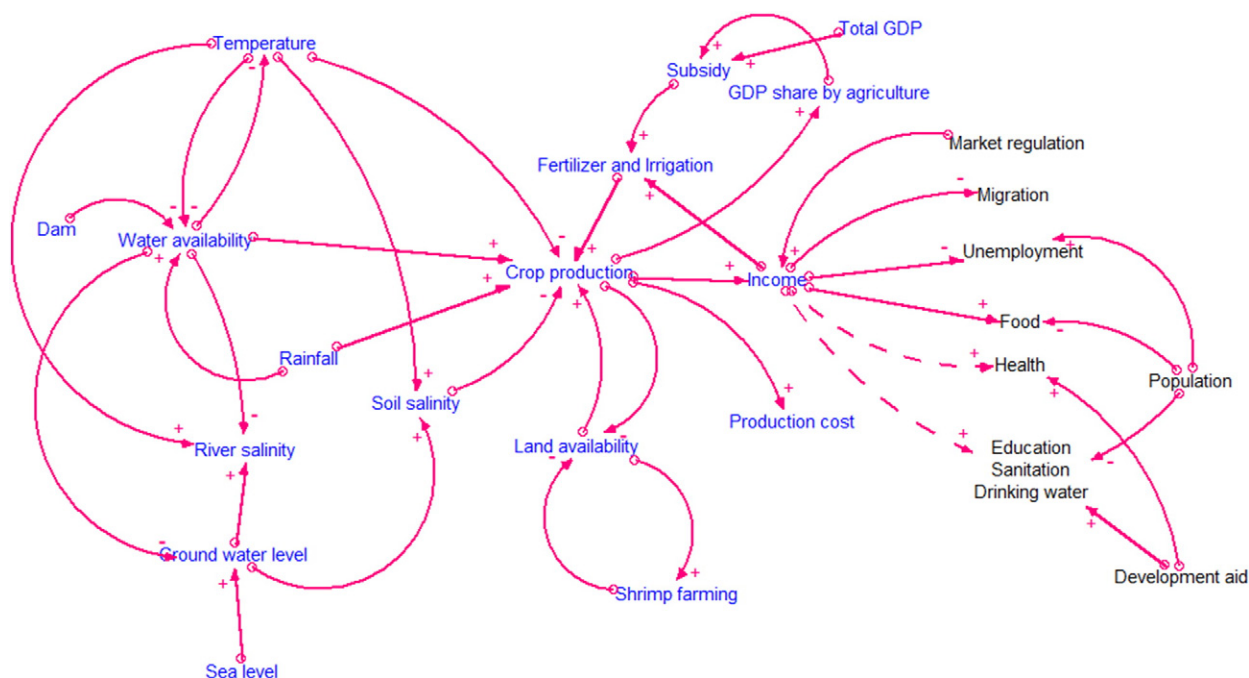 Total GDP
Temperature
Subsidy
GDP share by agriculture
Market regulation
Fertilizer and Irrigation
Migration
Dam
Water availability
Unemployment
Crop production
Income
Food
Rainfall
Health
Population
Soil salinity
Production cost
River salinity
Land availability
Education
Sanitation
Drinking water
Ground water level
Shrimp farming
Development aid
Sea level